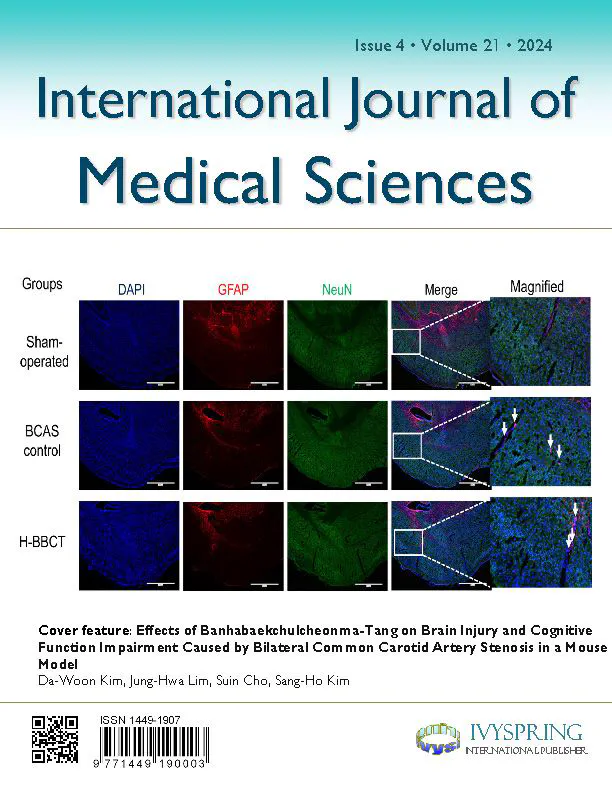 Issue 4 • Volume 21 • 2024
International Journal of
Medical Sciences
Groups DAPI GFAP NeuN Merge Magnified
Sham-
operated
BCAS
control
H-BBCT
Cover feature: Effects of Banhabaekchulcheonma-Tang on Brain Injury and Cognitive
Function Impairment Caused by Bilateral Common Carotid Artery Stenosis in a Mouse
Model
Da-Woon Kim, Jung-Hwa Lim, Suin Cho, Sang-Ho Kim
ISSN 1449-1907
9 771449 190003
IVYSPRING
INTERNATIONAL PUBLISHER